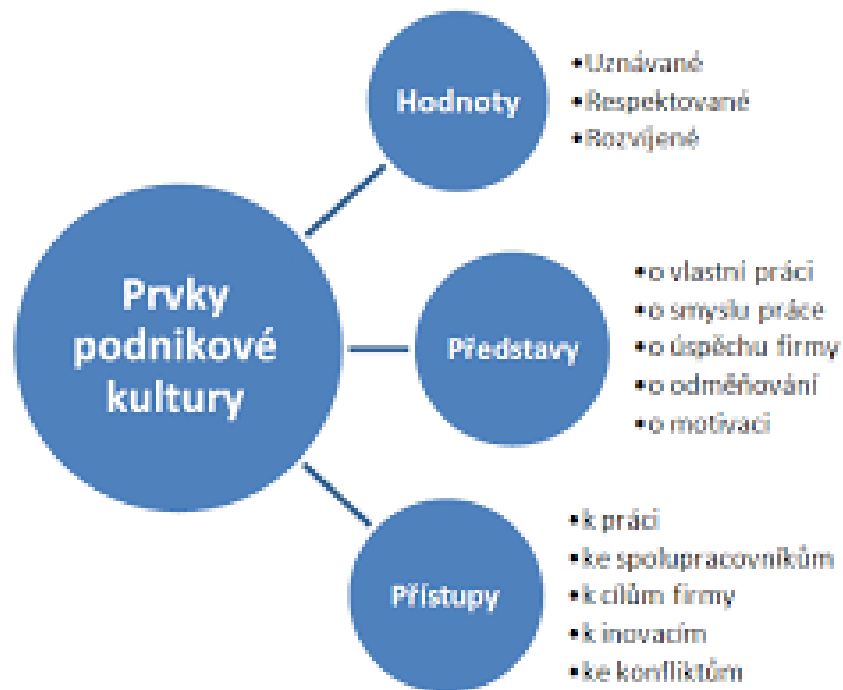 Prvky
podnikové
kultury
Hodnoty
•Uznávané
•Respektované
•Rozvíjené
Představy
•o vlastní práci
•o smyslu práce
•o úspěchu firmy
•o odměňování
•o motivaci
Přístupy
•k práci
•ke spolupracovníkům
•k cílům firmy
•k inovacím
•ke konfliktům